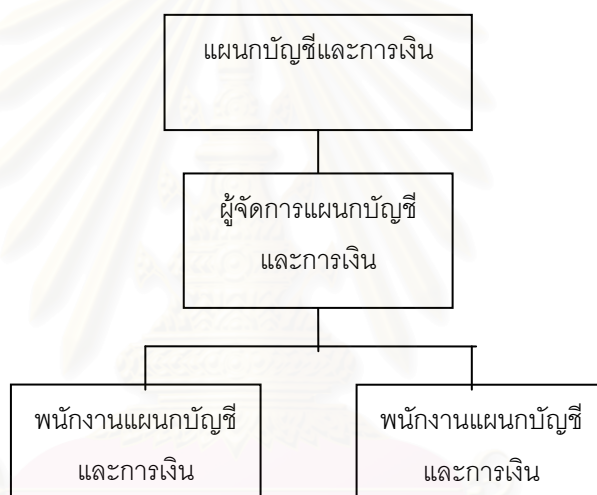 แผนกบัญชีและการเงิน
ผู้จัดการแผนกบัญชี
และการเงิน
พนักงานแผนกบัญชี
และการเงิน
พนักงานแผนกบัญชี
และการเงิน